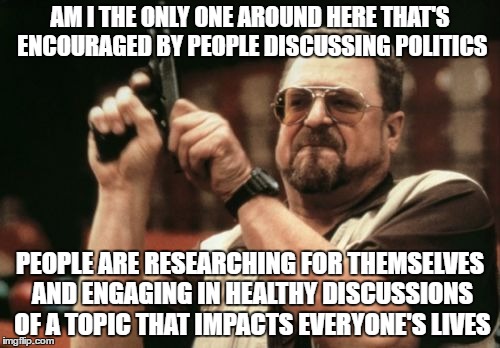 AM I THE ONLY ONE AROUND HERE THAT'S
ENCOURAGED BY PEOPLE DISCUSSING POLITICS
PEOPLE ARE RESEARCHING FOR THEMSELVES
AND ENGAGING IN HEALTHY DISCUSSIONS
OF A TOPIC THAT IMPACTS EVERYONE'S LIVES
imgflip.com